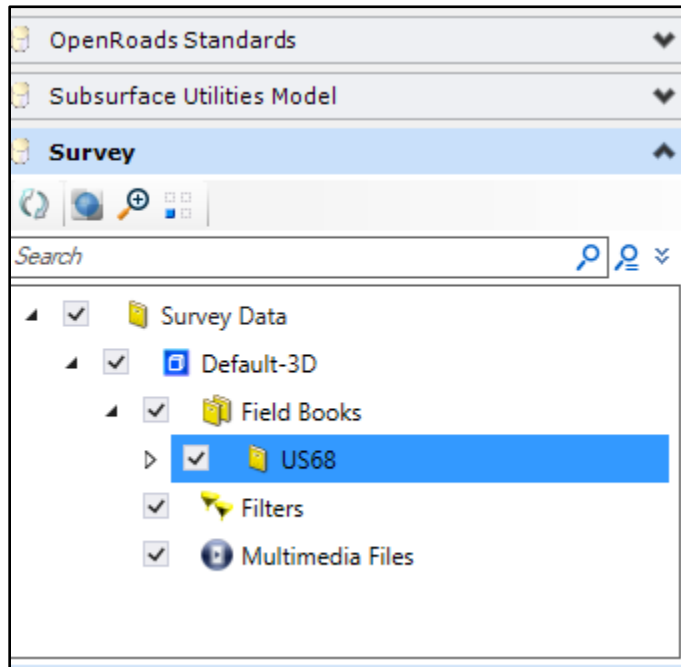 OpenRoads Standards
Subsurface Utilities Model
Survey
Search
Survey Data
Default-3D
Field Books
US68
Filters
Multimedia Files